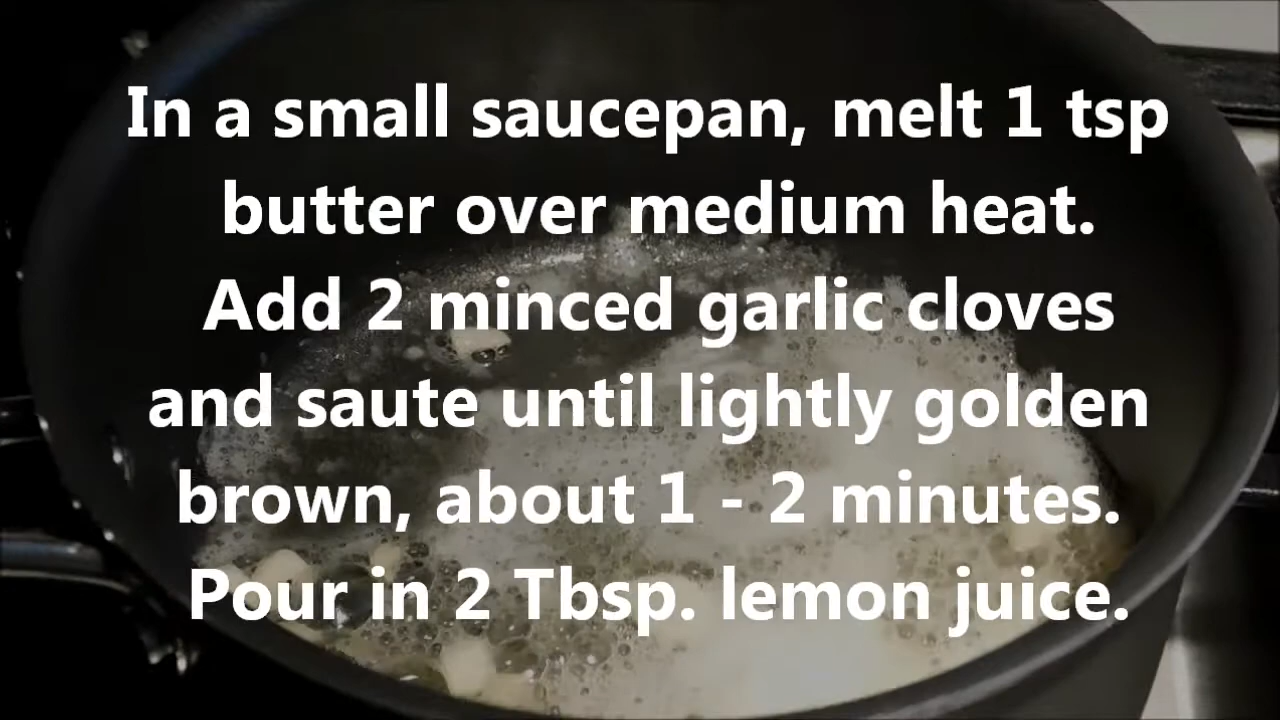 In a small saucepan, melt 1 tsp
butter over medium heat.
Add 2 minced garlic cloves
and saute until lightly golden
brown, about 1 - 2 minutes.
Pour in 2 Tbsp. lemon juice.